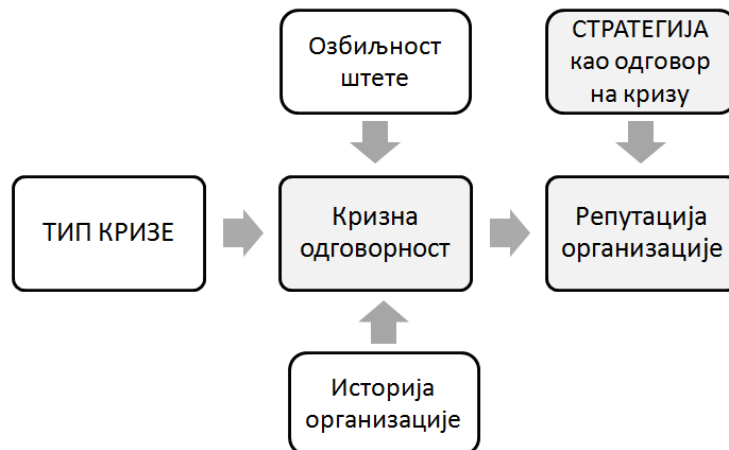 Озбиљност
штете
СТРАТЕГИЈА
као одговор
на кризу
ТИП КРИЗЕ
Кризна
одговорност
Репутација
организације
Историја
организације